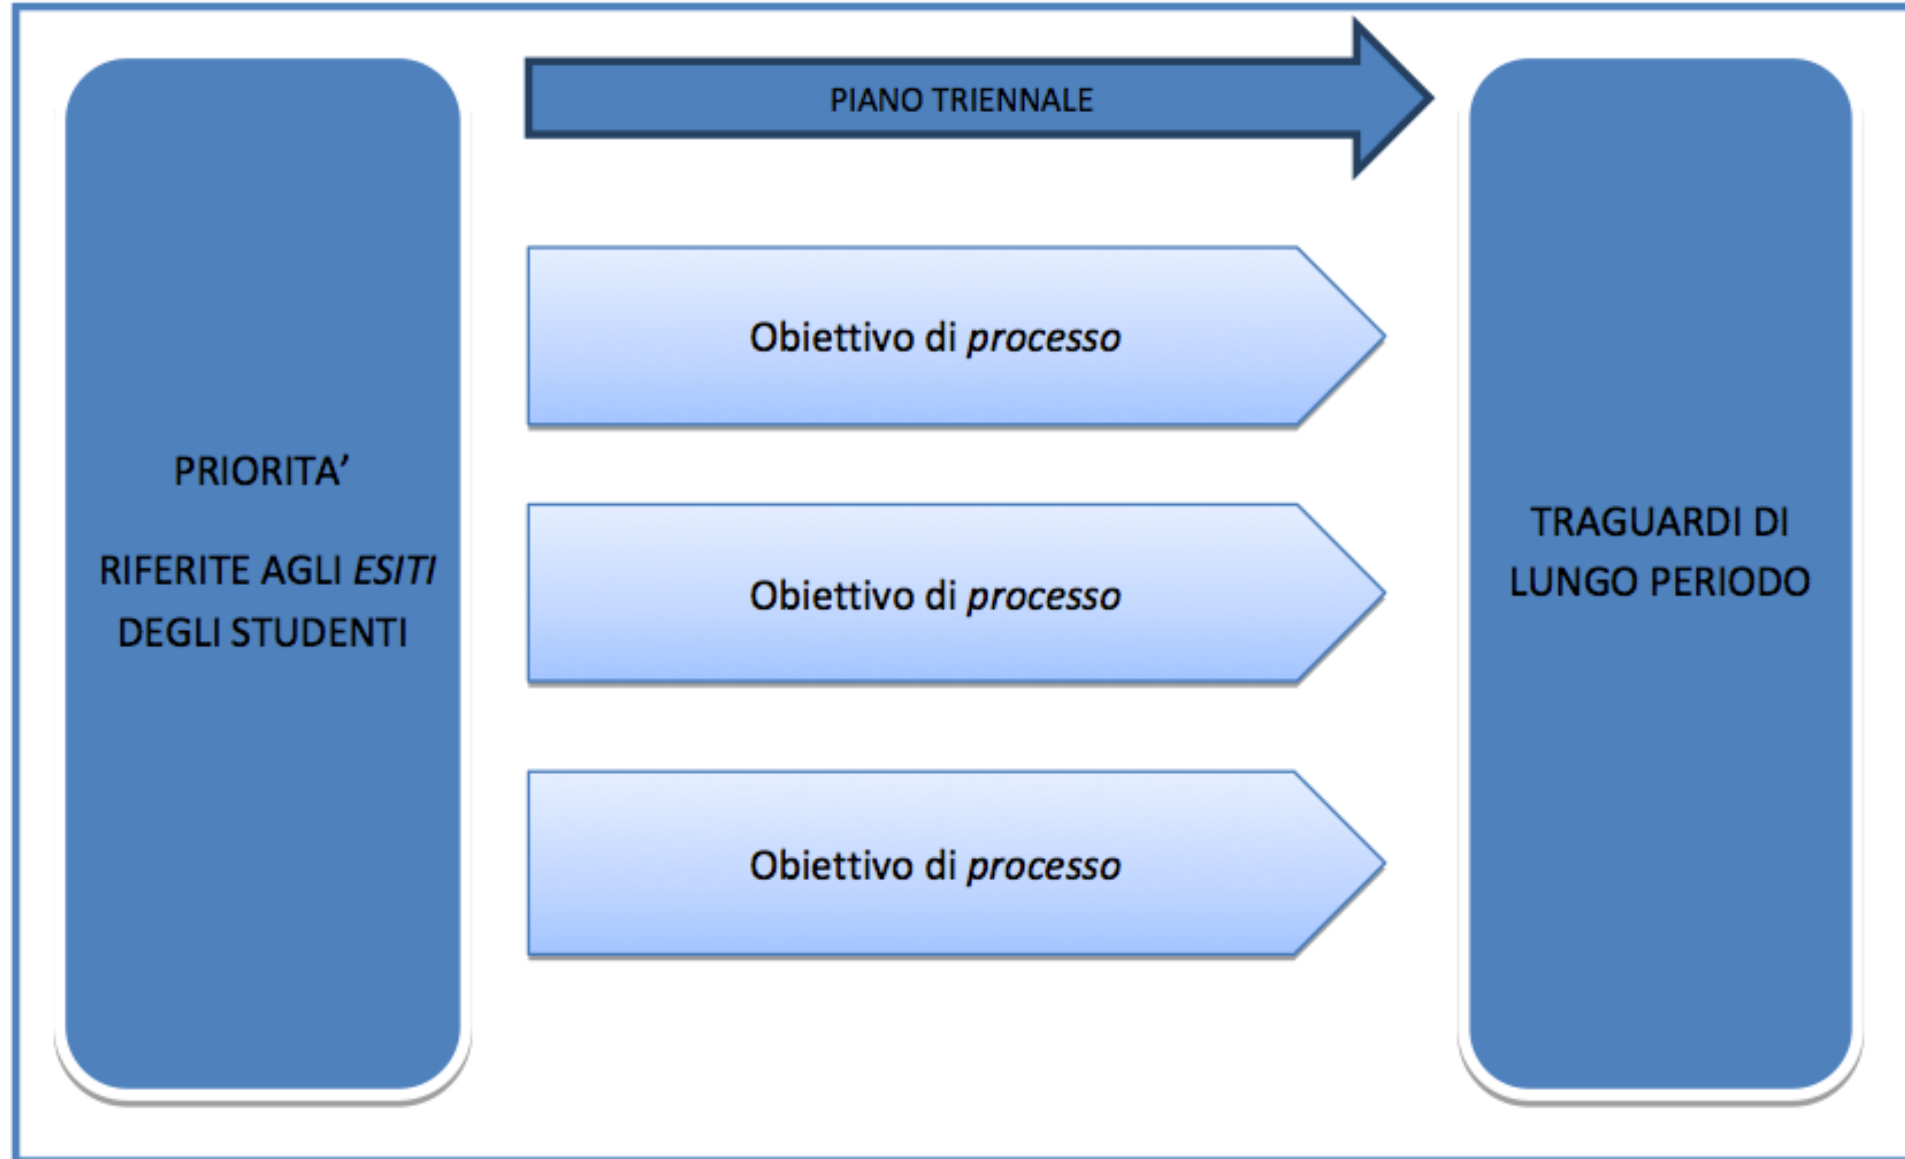 PIANO TRIENNALE
PRIORITA’
RIFERITE AGLI ESITI
DEGLI STUDENTI
Obiettivo di processo
Obiettivo di processo
Obiettivo di processo
TRAGUARDI DI
LUNGO PERIODO